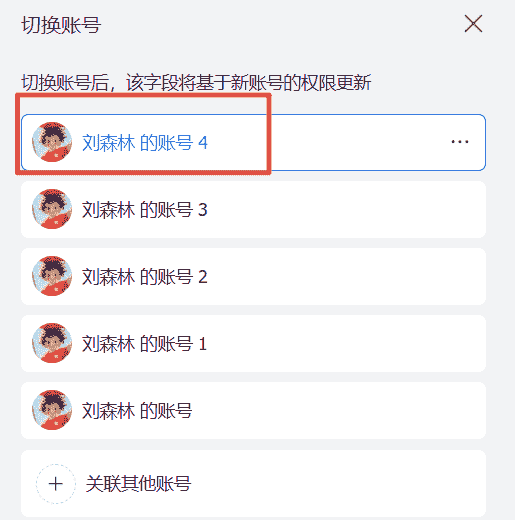 切换账号
切换账号后，该字段将基于新账号的权限更新
刘森林 的账号 4
刘森林 的账号 3
刘森林 的账号 2
刘森林 的账号 1
刘森林 的账号
关联其他账号